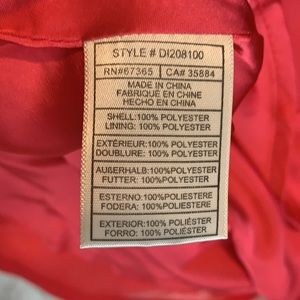 STYLE # DI208100
RN#67365 CA# 35884
MADE IN CHINA
FABRIQUÉ EN CHINE
HECHO EN CHINA
SHELL:100% POLYESTER
LINING: 100% POLYESTER
EXTÉRIEUR:100% POLYESTER
DOUBLURE: 100% POLYESTER
AUßERHALB:100% POLYESTER
FUTTER: 100% POLYESTER
ESTERNO:100% POLIESTERE
FODERA: 100% POLIESTERE
EXTERIOR:100% POLIÉSTER
FORRO: 100% POLIÉSTER